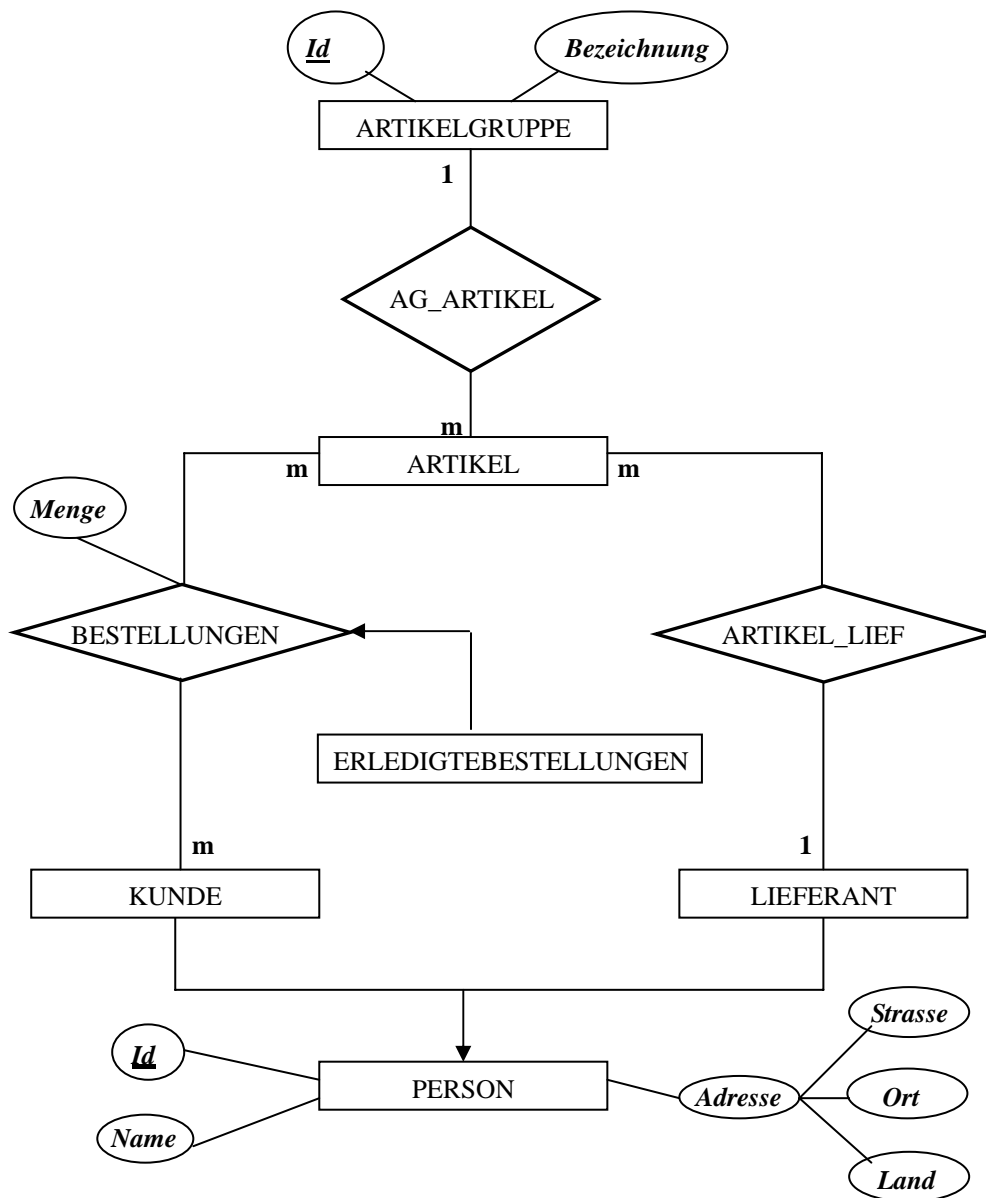 Id
Bezeichnung
ARTIKELGRUPPE
1
AG_ARTIKEL
m
m
ARTIKEL
m
Menge
BESTELLUNGEN
ARTIKEL_LIEF
ERLEDIGTEBESTELLUNGEN
m
1
KUNDE
LIEFERANT
Strasse
Id
PERSON
Adresse
Ort
Name
Land